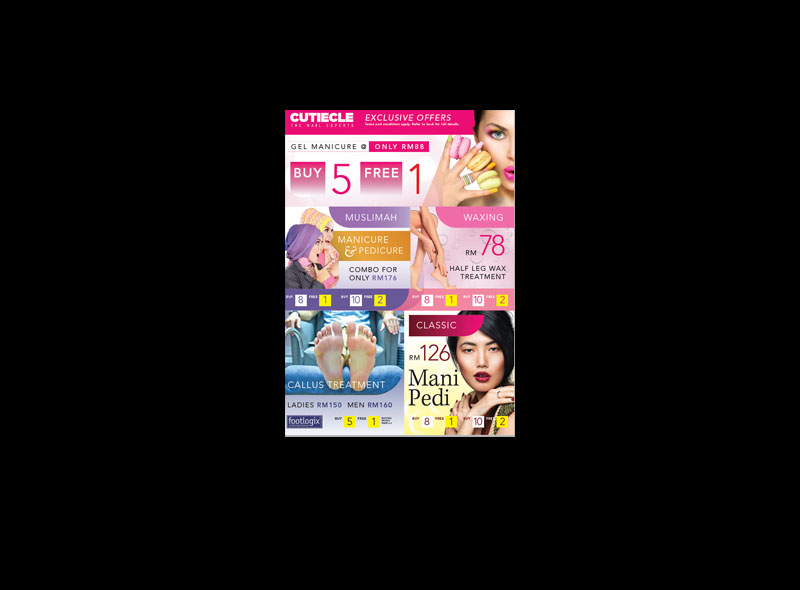 CUTIECLE
THE NAIL EXPERTS
EXCLUSIVE OFFERS
Terms and conditions apply. Refer to back for full details.
GEL MANICURE @ ONLY RM88
BUY 5 FREE 1
MUSLIMAH
MANICURE
& PEDICURE
COMBO FOR
ONLY RM176
BUY 8 FREE 1 BUY 10 FREE 2
WAXING
RM 78
HALF LEG WAX
TREATMENT
BUY 8 FREE 1 BUY 10 FREE 2
CALLUS TREATMENT
LADIES RM150 MEN RM160
footlogix
BUY 5 FREE 1
CLASSIC
RM 126
Mani
Pedi
BUY 8 FREE 1 BUY 10 FREE 2